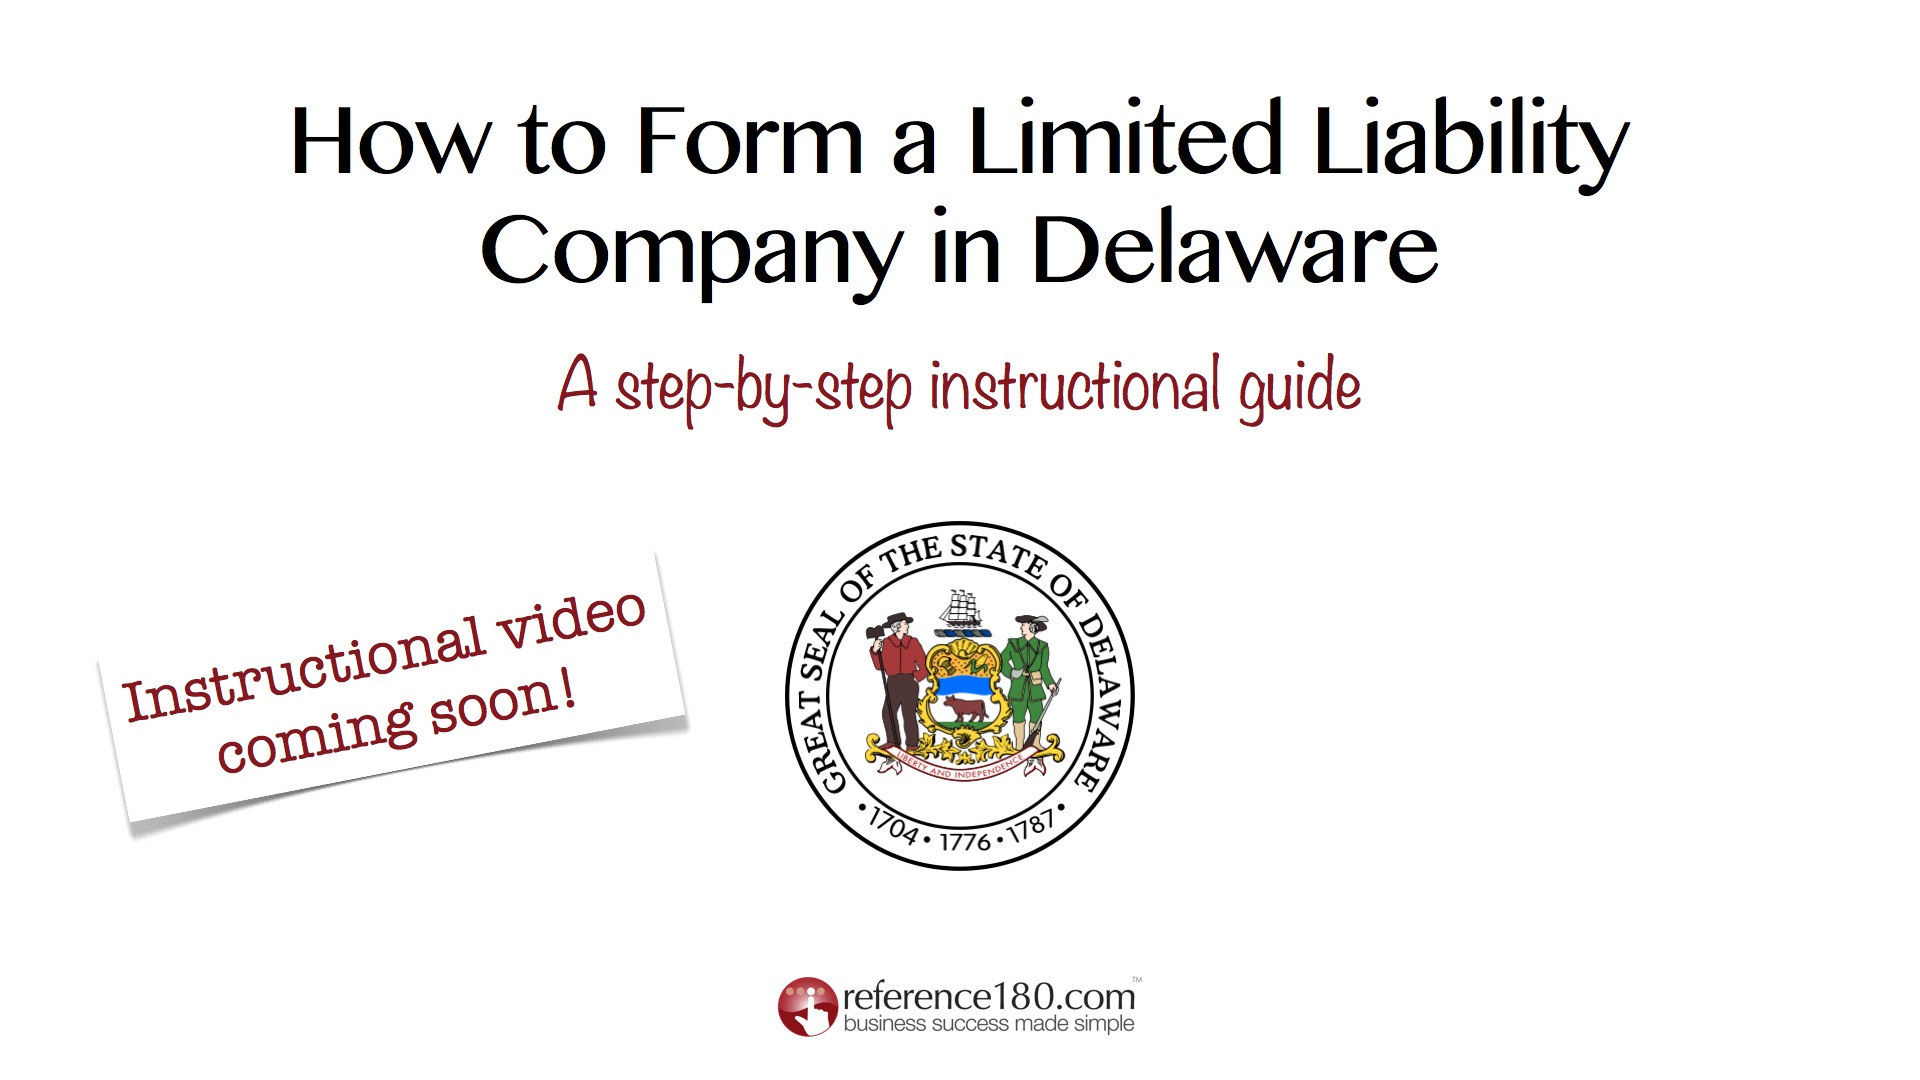 How to Form a Limited Liability
Company in Delaware
A step-by-step instructional guide
Instructional video
coming soon!
GREAT SEAL OF THE STATE OF DELAWARE
LIBERTY AND INDEPENDENCE
• 1704 • 1776 • 1787 •
reference180.com™
business success made simple